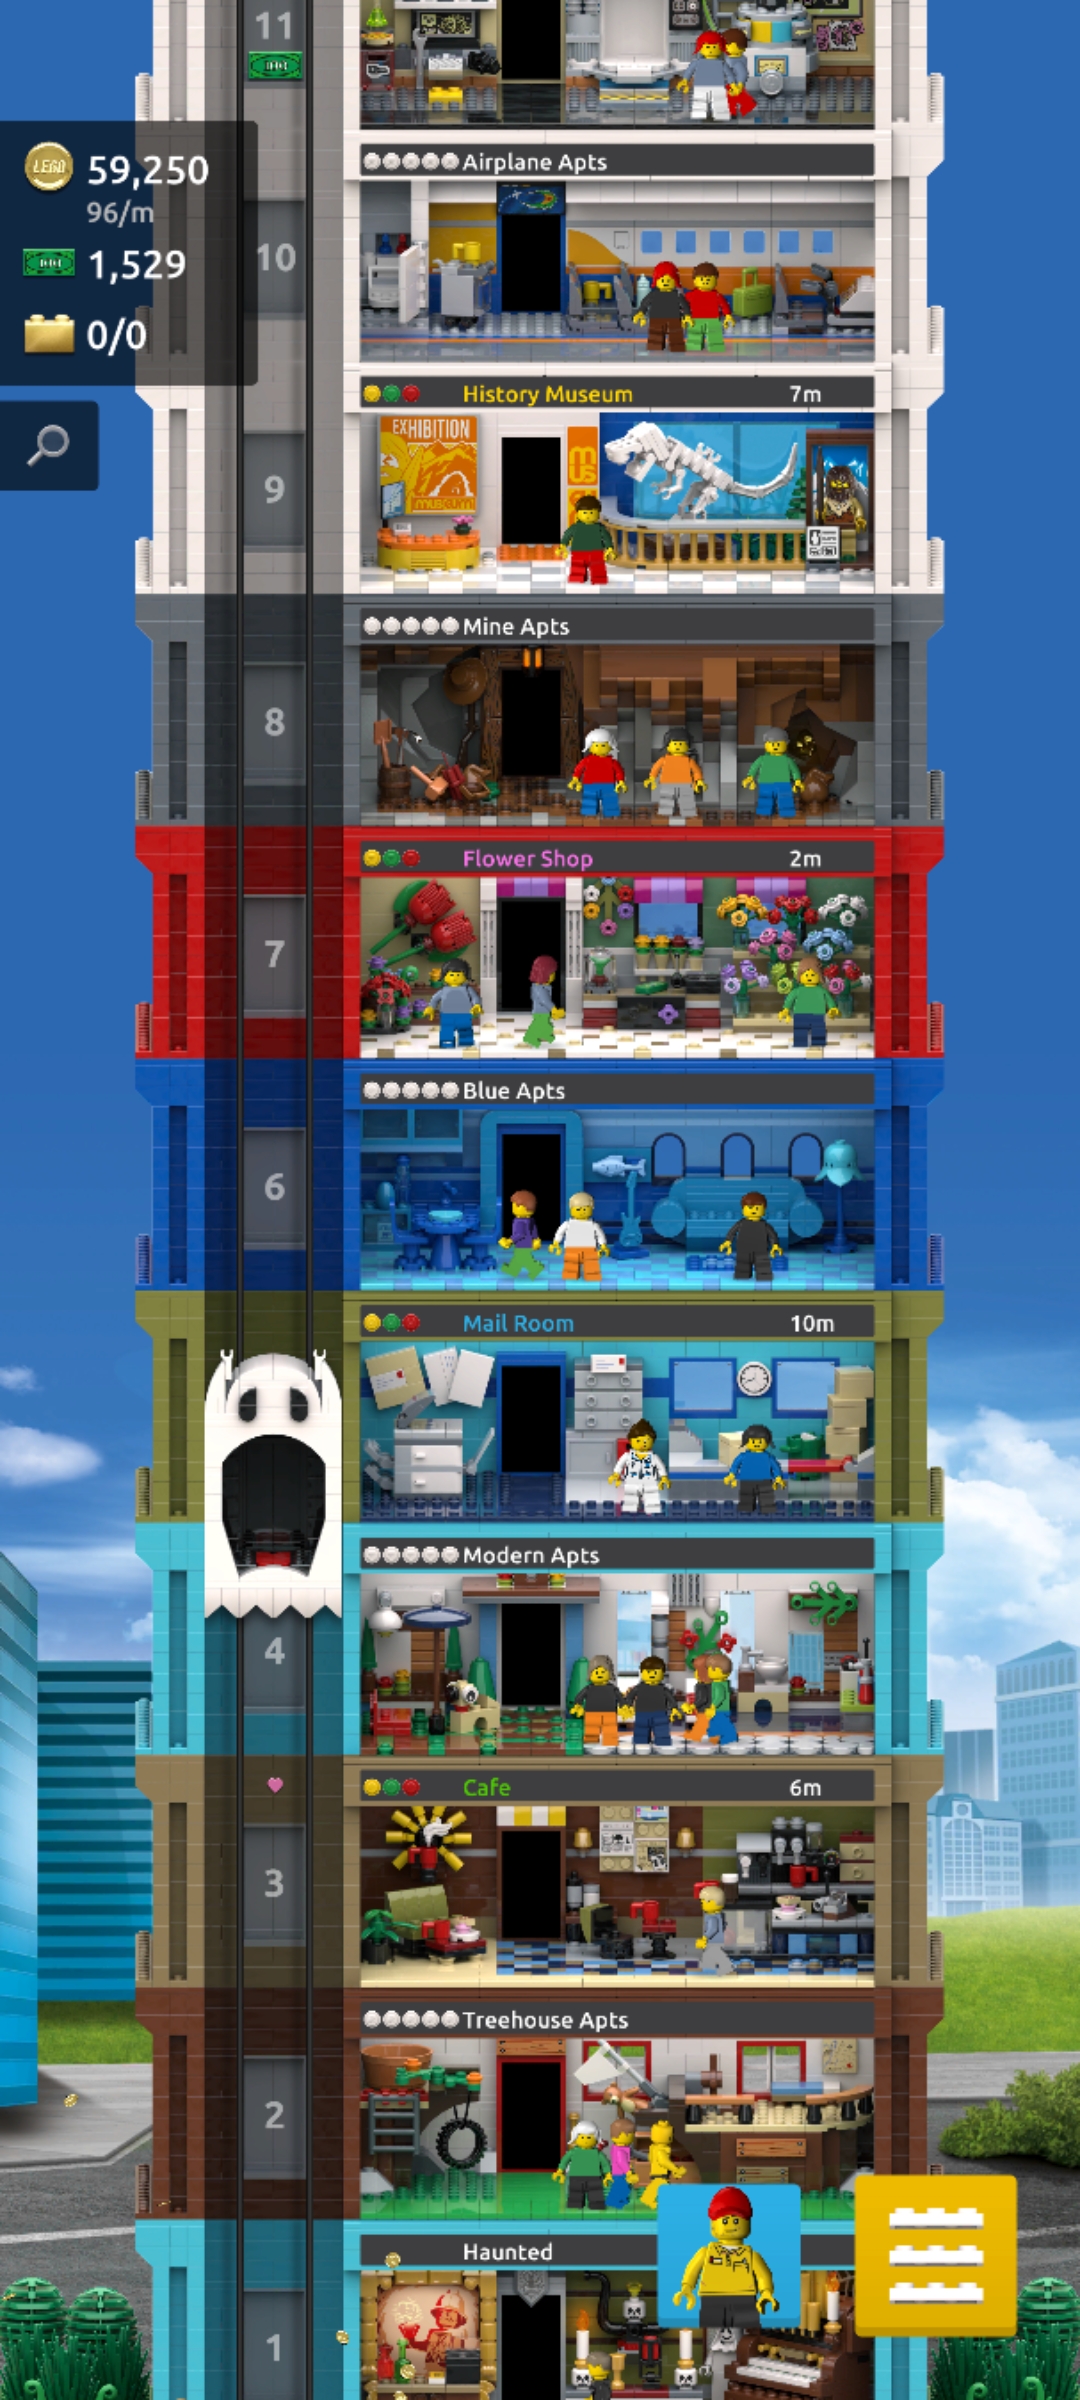 11
LEGO
59,250
96/m
1,529
0/0
Airplane Apts
10
History Museum 7m
EXHIBITION
museum
9
Mine Apts
8
Flower Shop 2m
7
Blue Apts
6
Mail Room 10m
Modern Apts
4
Cafe 6m
3
Treehouse Apts
2
Haunted
1